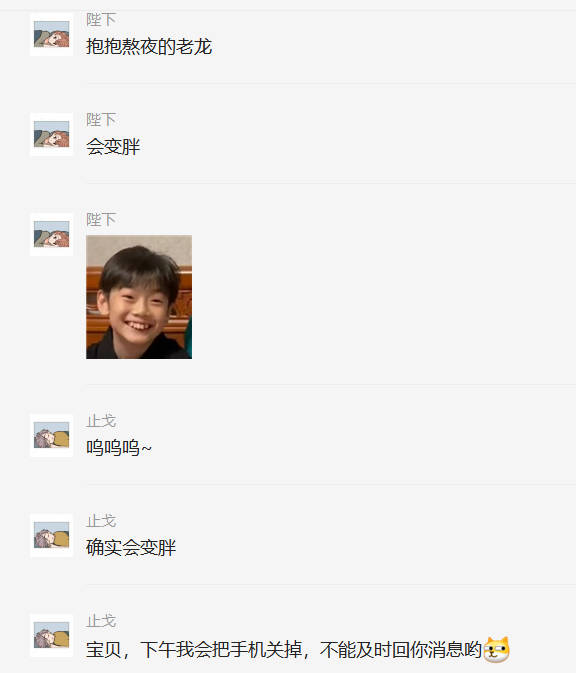 陛下
抱抱熬夜的老龙
陛下
会变胖
陛下
止戈
呜呜呜~
止戈
确实会变胖
止戈
宝贝，下午我会把手机关掉，不能及时回你消息哟